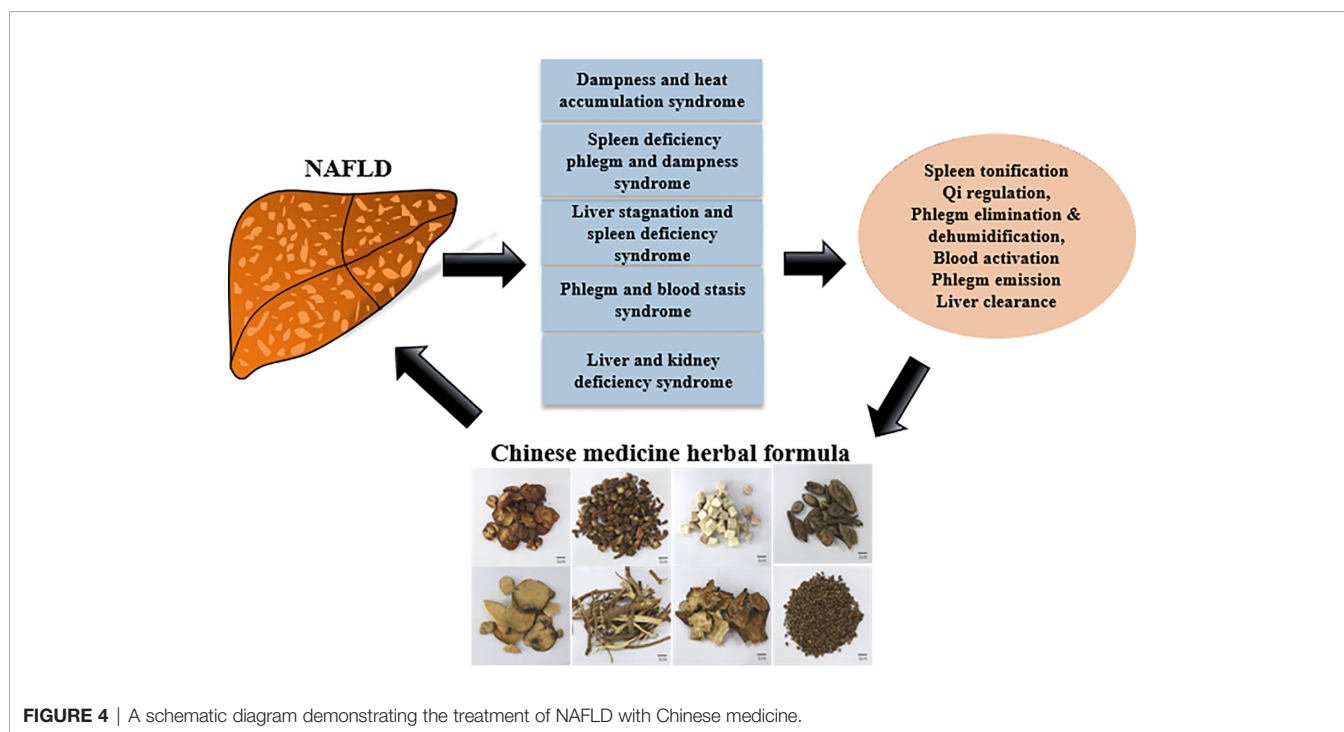 NAFLD
Dampness and heat
accumulation syndrome
Spleen deficiency
phlegm and dampness
syndrome
Liver stagnation and
spleen deficiency
syndrome
Phlegm and blood stasis
syndrome
Liver and kidney
deficiency syndrome
Spleen tonification
Qi regulation,
Phlegm elimination &
dehumidification,
Blood activation
Phlegm emission
Liver clearance
Chinese medicine herbal formula
FIGURE 4 | A schematic diagram demonstrating the treatment of NAFLD with Chinese medicine.